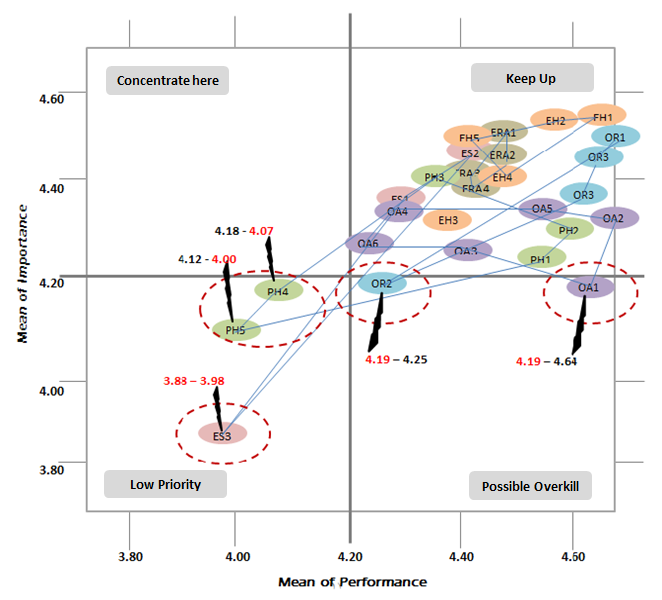 Concentrate here
Keep Up
4.60
EH2
EH1
EH5
ERA1
OR1
ES2
ERA2
OR3
4.40
PH3
EH4
ERA4
OR3
ES1
OA4
OA5
OA2
EH3
PH2
4.18 - 4.07
OA6
OA3
4.12 - 4.00
PH1
4.20
PH4
OR2
OA1
PH5
4.19 – 4.25
4.19 – 4.64
3.83 – 3.98
4.00
ES3
3.80
Low Priority
Possible Overkill
3.80
4.00
4.20
4.40
4.60
Mean of Performance
Mean of Importance